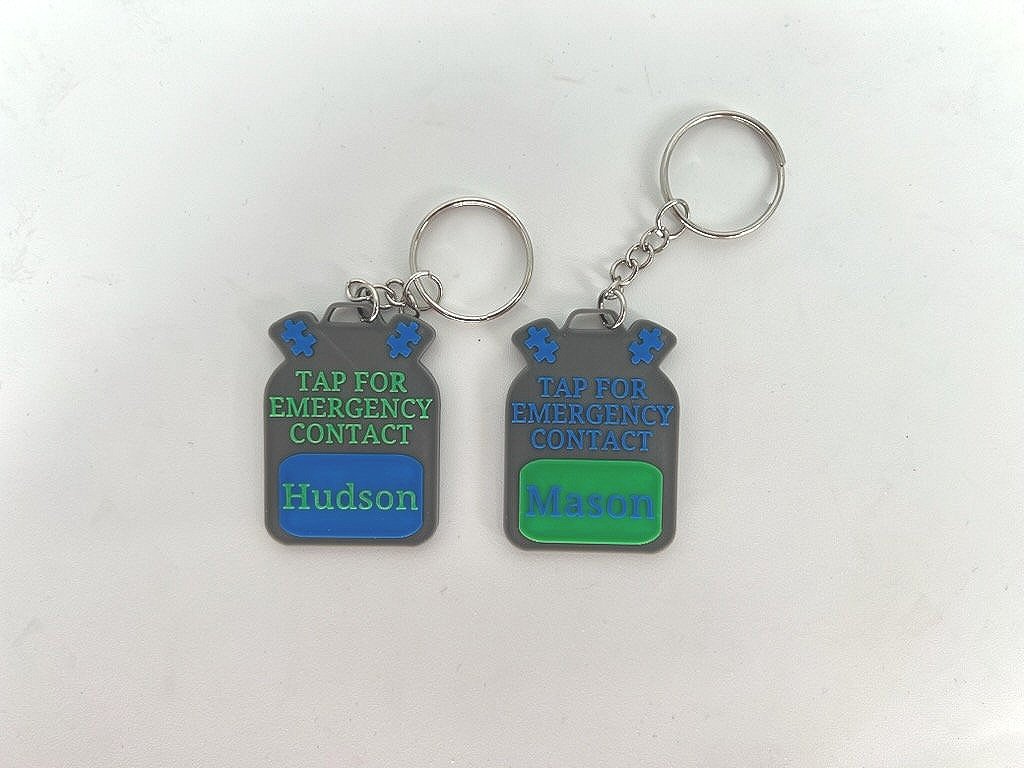 TAP FOR
EMERGENCY
CONTACT
Hudson
TAP FOR
EMERGENCY
CONTACT
Mason